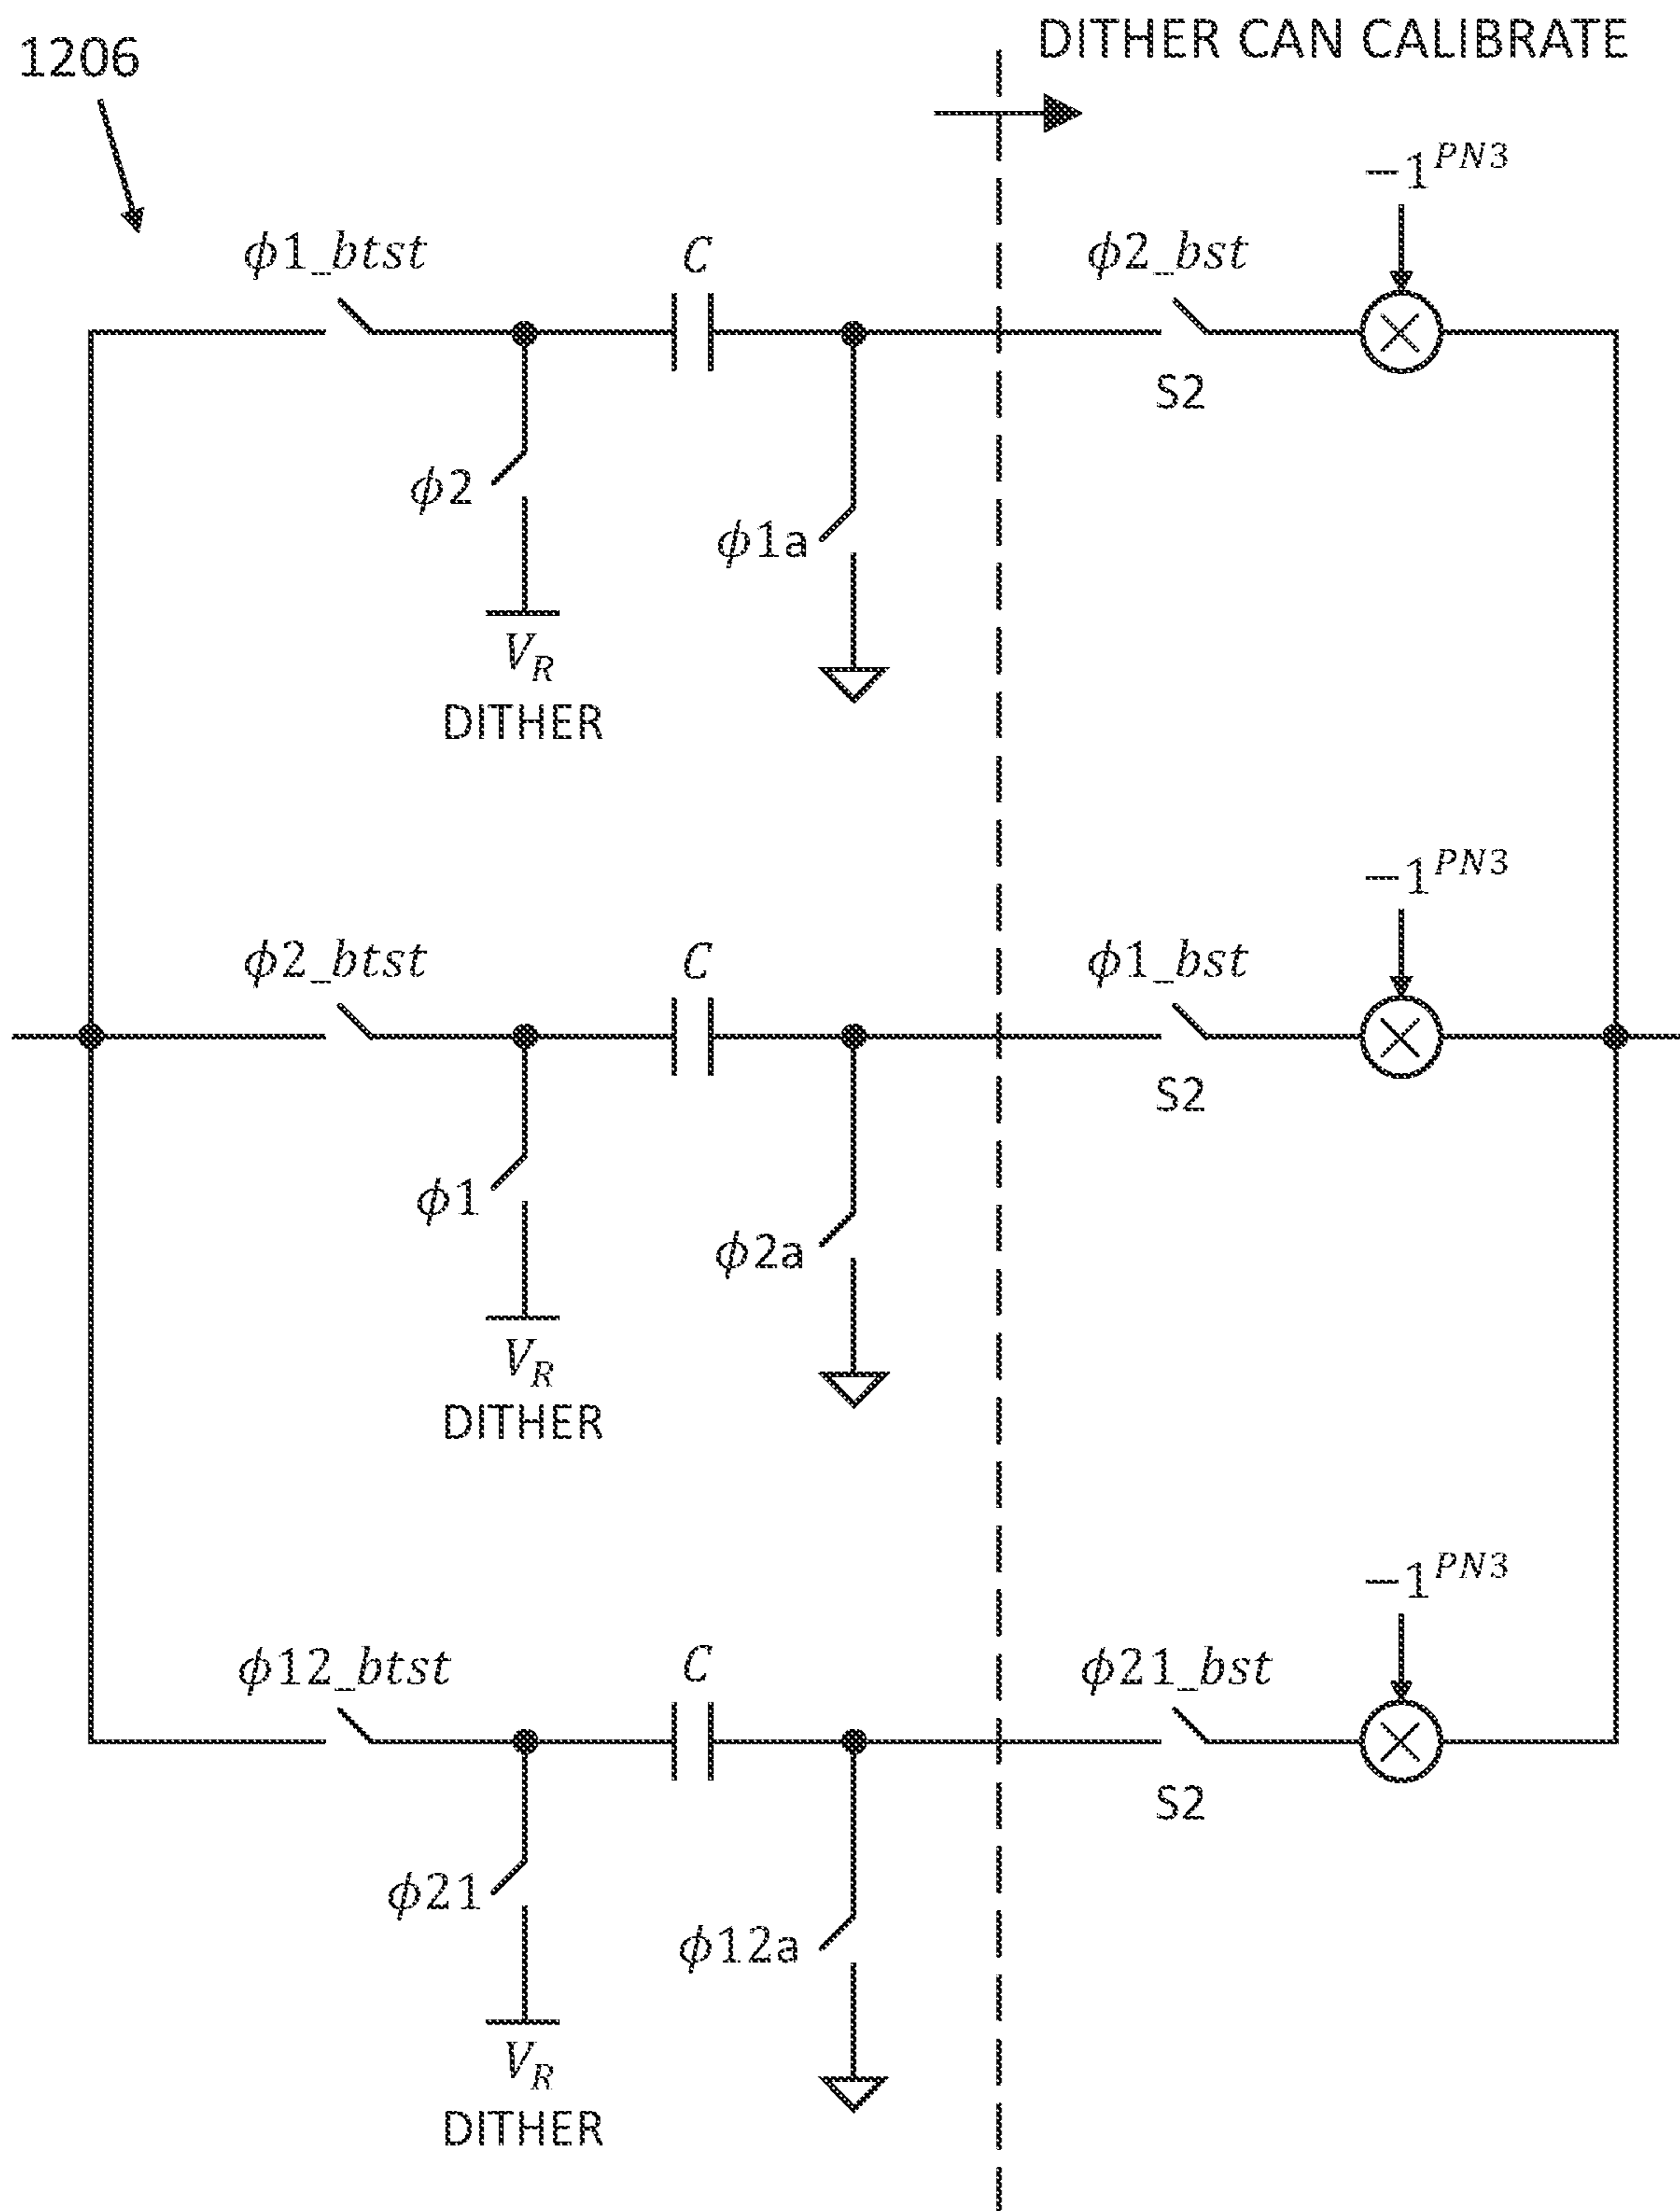 DITHER CAN CALIBRATE
1206
−1^PN3
ϕ1_btst
C
ϕ2_bst
S2
ϕ2
ϕ1a
V_R
DITHER
−1^PN3
ϕ2_btst
C
ϕ1_bst
S2
ϕ1
ϕ2a
V_R
DITHER
−1^PN3
ϕ12_btst
C
ϕ21_bst
S2
ϕ21
ϕ12a
V_R
DITHER